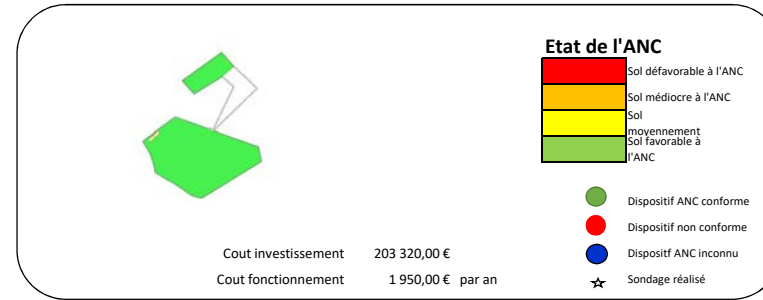 Etat de l'ANC
Sol défavorable à l'ANC
Sol médiocre à l'ANC
Sol
moyennement
Sol favorable à
l'ANC
Dispositif ANC conforme
Dispositif non conforme
Dispositf ANC inconnu
Sondage réalisé
Cout investissement 203 320,00 €
Cout fonctionnement 1 950,00 € par an